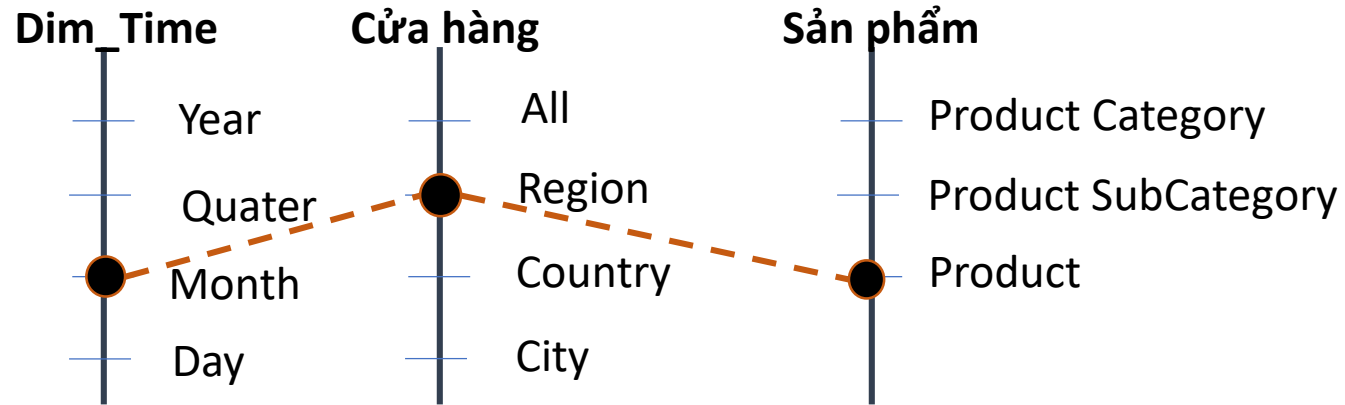 Dim_Time
Cửa hàng
Sản phẩm
Year
All
Product Category
Quater
Region
Product SubCategory
Month
Country
Product
Day
City